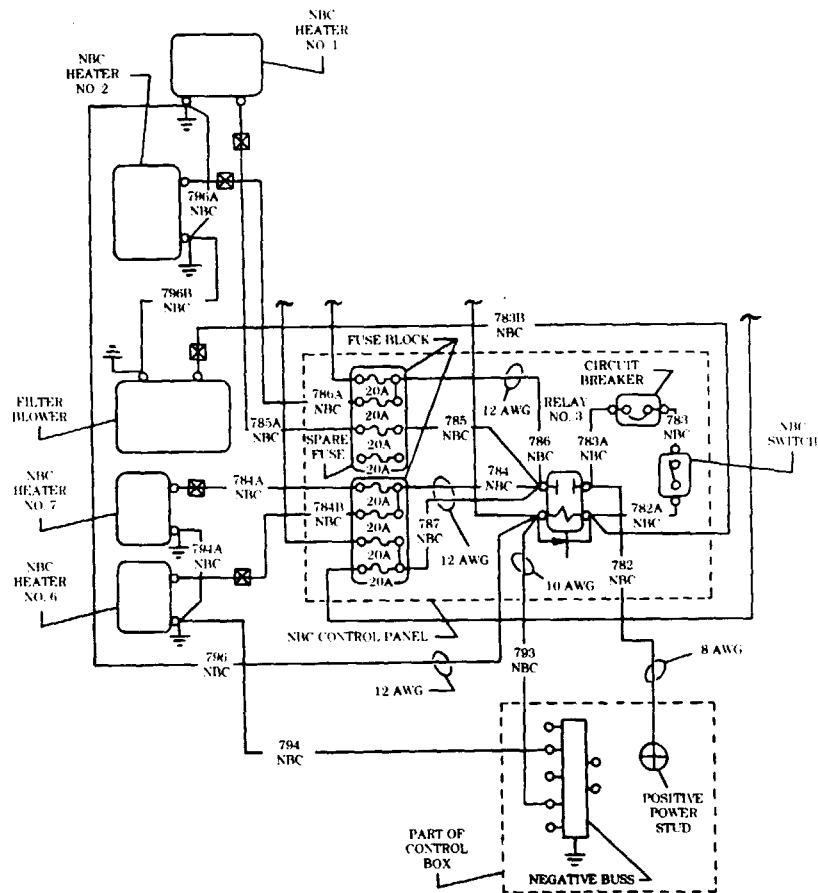 NBC
HEATER
NO. 1
NBC
HEATER
NO. 2
796A
NBC
796B
NBC
783B
NBC
FUSE BLOCK
CIRCUIT
BREAKER
FILTER
BLOWER
786A
NBC
20A
12 AWG
RELAY
NO. 3
785A
NBC
20A
785
NBC
786
NBC
783A
NBC
783
NBC
NBC
SWITCH
SPARE
FUSE
20A
20A
NBC
HEATER
NO. 7
784A
NBC
784
NBC
20A
784B
NBC
787
NBC
782A
NBC
20A
20A
12 AWG
20A
794A
NBC
NBC
HEATER
NO. 6
10 AWG
782
NBC
NBC CONTROL PANEL
796
NBC
12 AWG
793
NBC
8 AWG
794
NBC
POSITIVE
POWER
STUD
PART OF
CONTROL
BOX
NEGATIVE BUSS